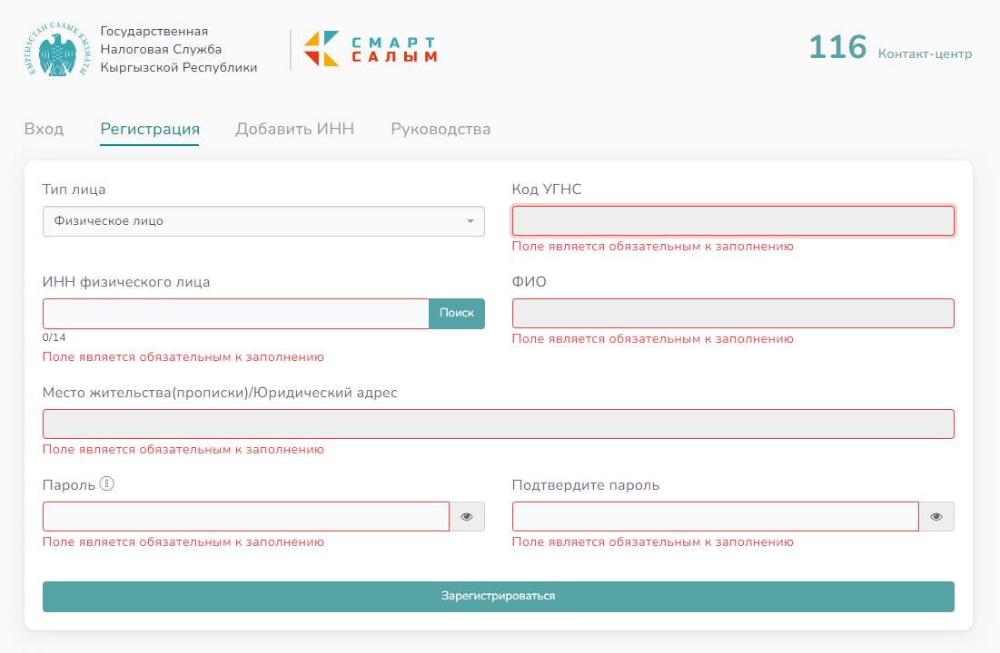 КЫРГЫЗСТАН САЛЫК КЫЗМАТЫ
Государственная
Налоговая Служба
Кыргызской Республики
СМАРТ
САЛЫМ
116 Контакт-центр
Вход Регистрация Добавить ИНН Руководства
Тип лица
Физическое лицо
Код УГНС
Поле является обязательным к заполнению
ИНН физического лица
Поиск
0/14
Поле является обязательным к заполнению
ФИО
Поле является обязательным к заполнению
Место жительства(прописки)/Юридический адрес
Поле является обязательным к заполнению
Пароль
Поле является обязательным к заполнению
Подтвердите пароль
Поле является обязательным к заполнению
Зарегистрироваться